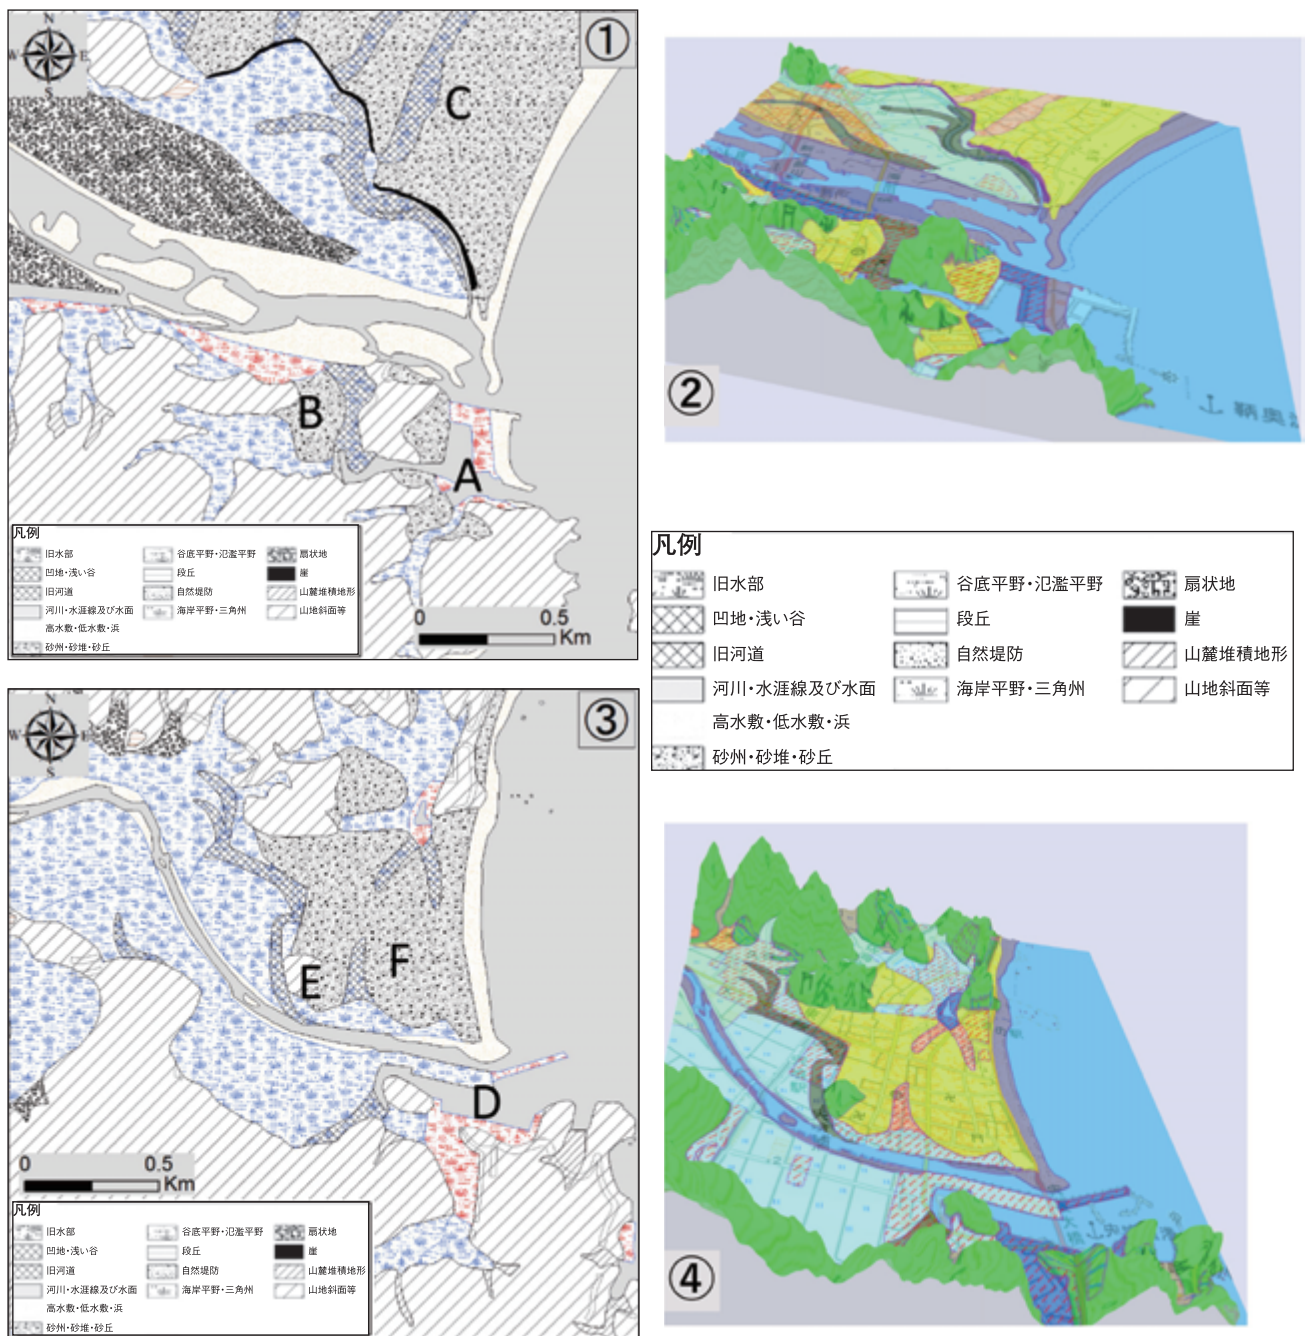 ①
N
W
E
S
C
B
A
凡例
旧水部
谷底平野・氾濫平野
扇状地
凹地・浅い谷
段丘
崖
旧河道
自然堤防
山麓堆積地形
河川・水涯線及び水面
海岸平野・三角州
山地斜面等
高水敷・低水敷・浜
砂州・砂堆・砂丘
0 0.5
Km
②
凡例
旧水部
谷底平野・氾濫平野
扇状地
凹地・浅い谷
段丘
崖
旧河道
自然堤防
山麓堆積地形
河川・水涯線及び水面
海岸平野・三角州
山地斜面等
高水敷・低水敷・浜
砂州・砂堆・砂丘
③
N
W
E
S
E
F
D
0 0.5
Km
凡例
旧水部
谷底平野・氾濫平野
扇状地
凹地・浅い谷
段丘
崖
旧河道
自然堤防
山麓堆積地形
河川・水涯線及び水面
海岸平野・三角州
山地斜面等
高水敷・低水敷・浜
砂州・砂堆・砂丘
④